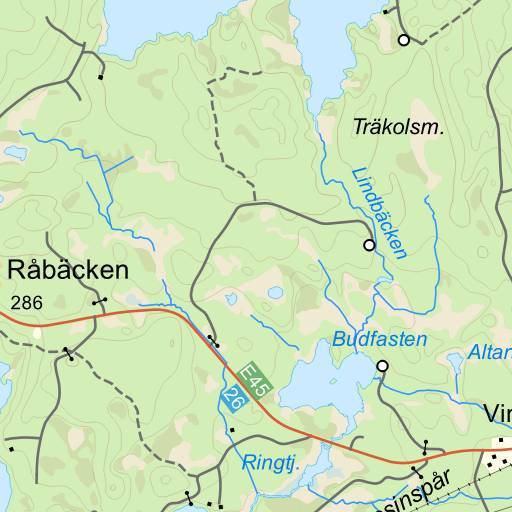 Träkolsm.
Lindbäcken
Råbäcken
286
Budfasten
Altan
E45
26
Vin
Ringtj.
sinspår